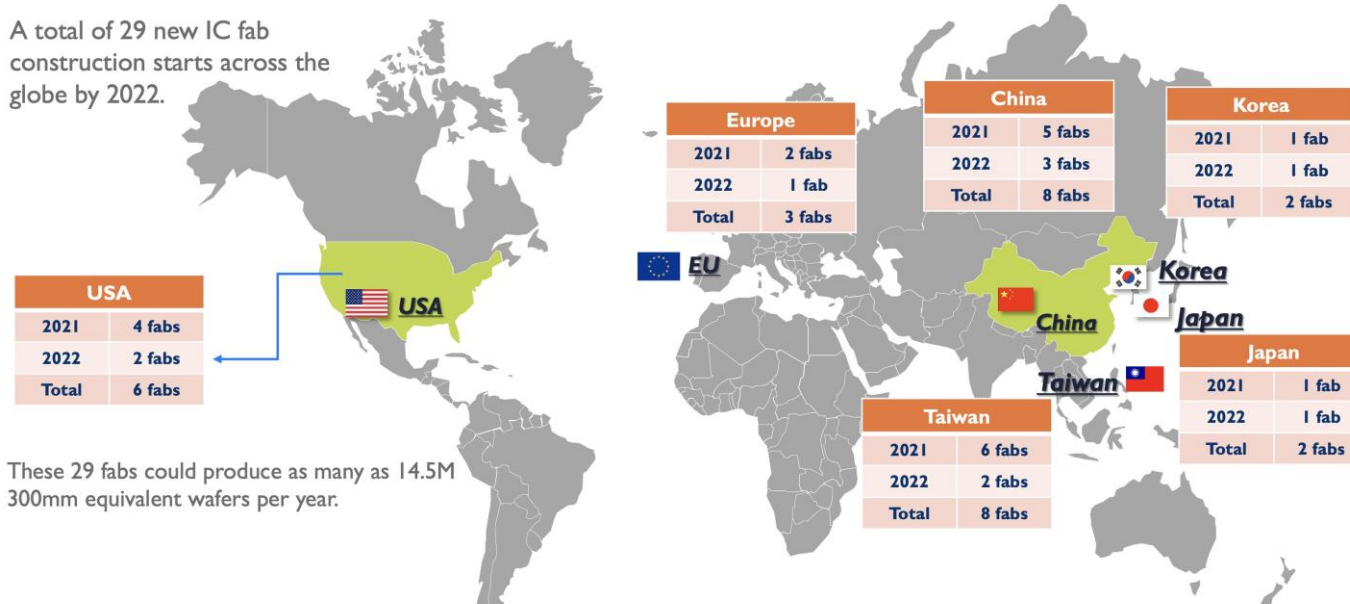 A total of 29 new IC fab
construction starts across the
globe by 2022.
USA
2021 4 fabs
2022 2 fabs
Total 6 fabs
These 29 fabs could produce as many as 14.5M
300mm equivalent wafers per year.
USA
Europe
2021 2 fabs
2022 1 fab
Total 3 fabs
China
2021 5 fabs
2022 3 fabs
Total 8 fabs
Korea
2021 1 fab
2022 1 fab
Total 2 fabs
EU
Korea
China
Japan
Taiwan
Japan
2021 1 fab
2022 1 fab
Total 2 fabs
Taiwan
2021 6 fabs
2022 2 fabs
Total 8 fabs